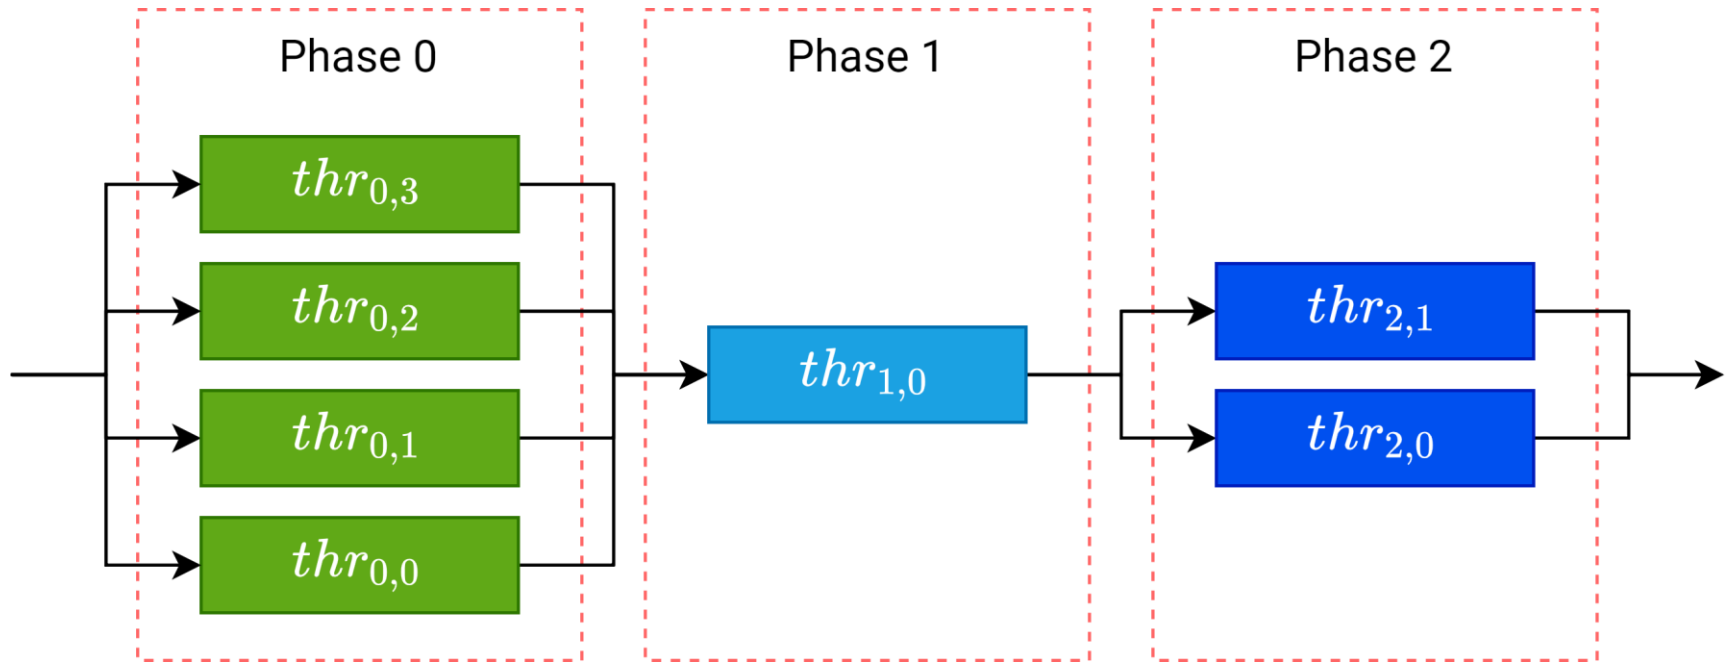 Phase 0
thr0,3
thr0,2
thr0,1
thr0,0
Phase 1
thr1,0
Phase 2
thr2,1
thr2,0